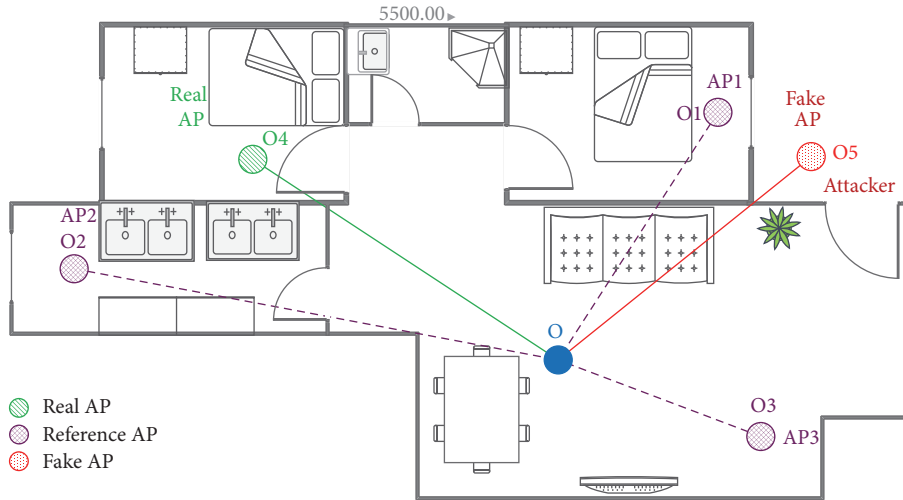 5500.00
Real
AP
O4
AP1
O1
Fake
AP
O5
Attacker
AP2
O2
O
O3
AP3
Real AP
Reference AP
Fake AP